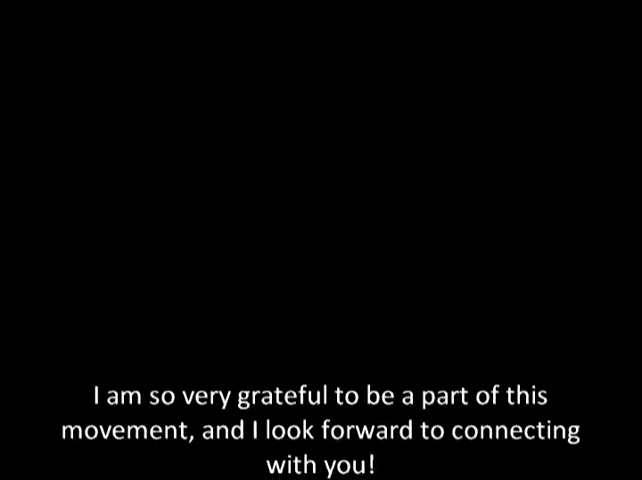 I am so very grateful to be a part of this
movement, and I look forward to connecting
with you!